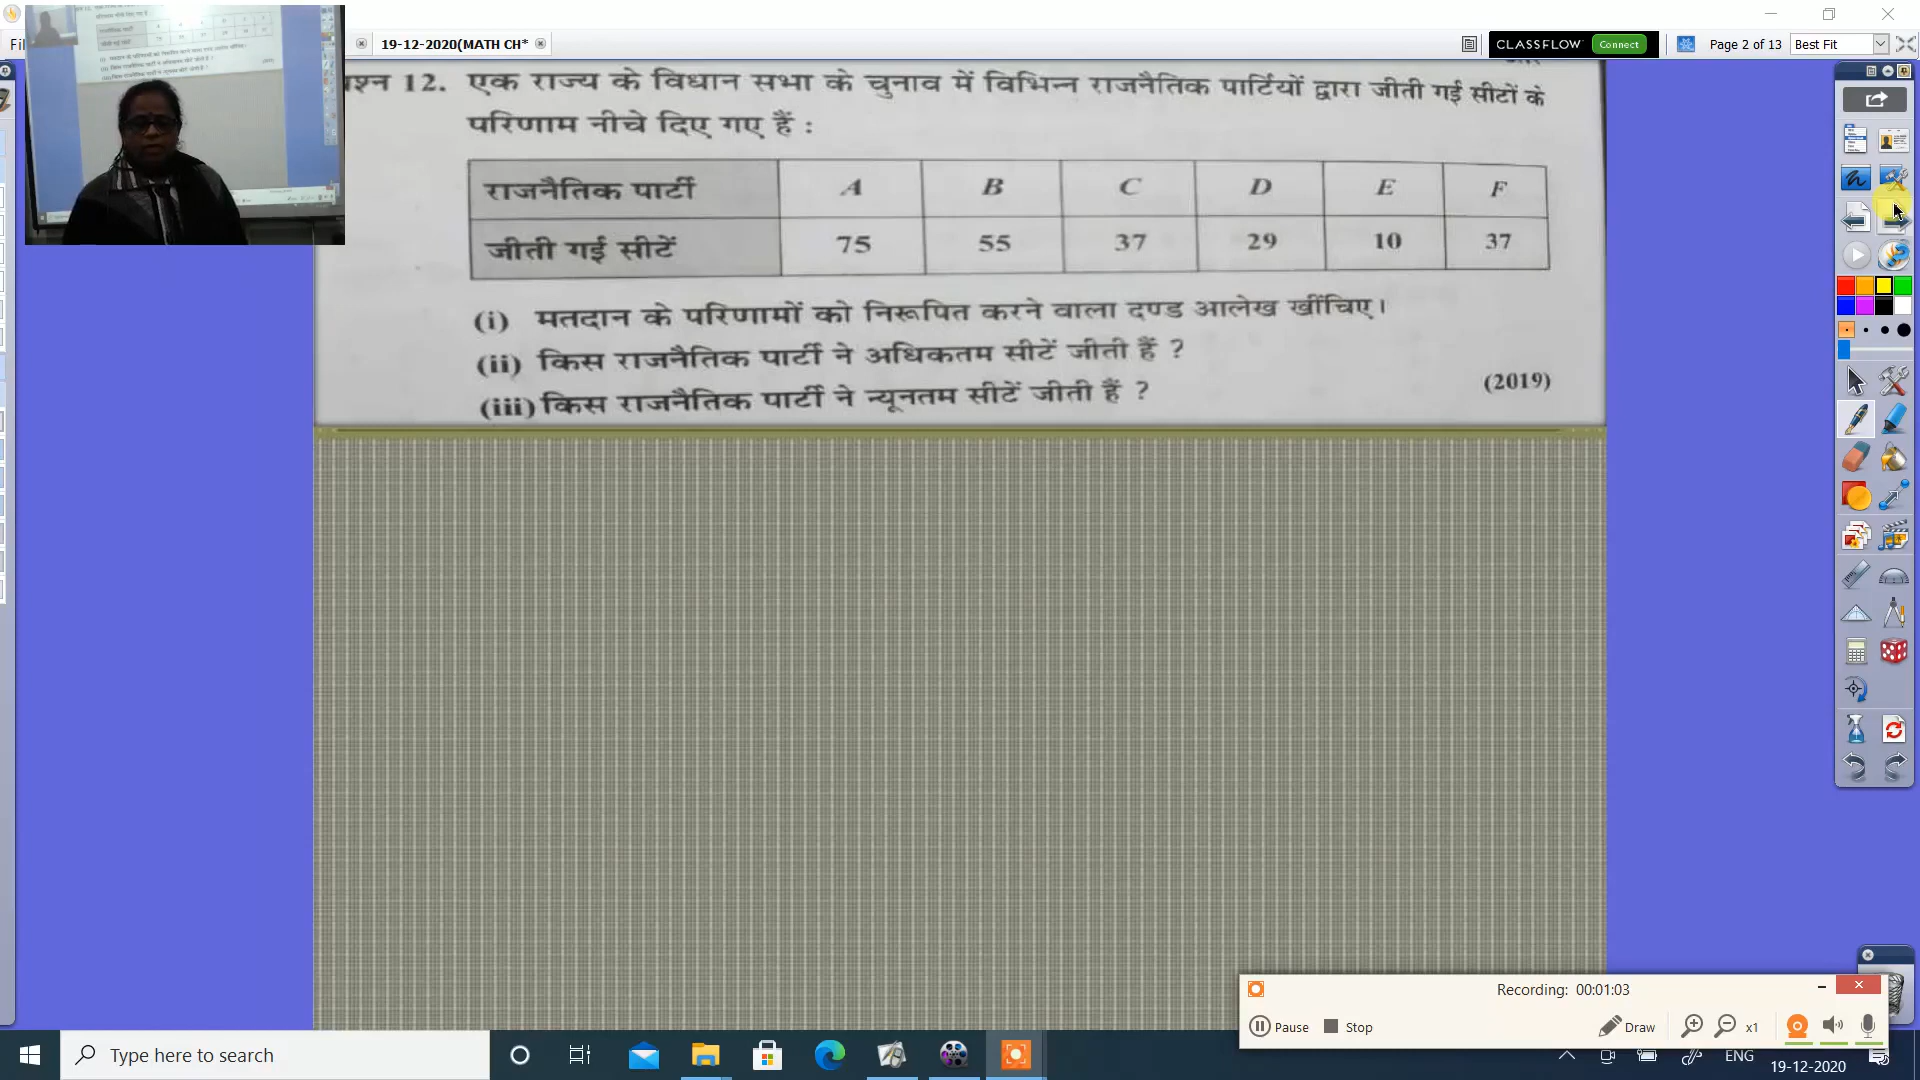 Fil
19-12-2020(MATH CH*
CLASSFLOW Connect
Page 2 of 13
Best Fit
श्न 12. एक राज्य के विधान सभा के चुनाव में विभिन्न राजनैतिक पार्टियों द्वारा जीती गई सीटों के
परिणाम नीचे दिए गए हैं :
राजनैतिक पार्टी A B C D E F
जीती गई सीटें 75 55 37 29 10 37
(i) मतदान के परिणामों को निरूपित करने वाला दण्ड आलेख खींचिए।
(ii) किस राजनैतिक पार्टी ने अधिकतम सीटें जीती हैं ?
(iii) किस राजनैतिक पार्टी ने न्यूनतम सीटें जीती हैं ?
(2019)
Recording: 00:01:03
Pause Stop Draw x1
Type here to search
ENG
19-12-2020